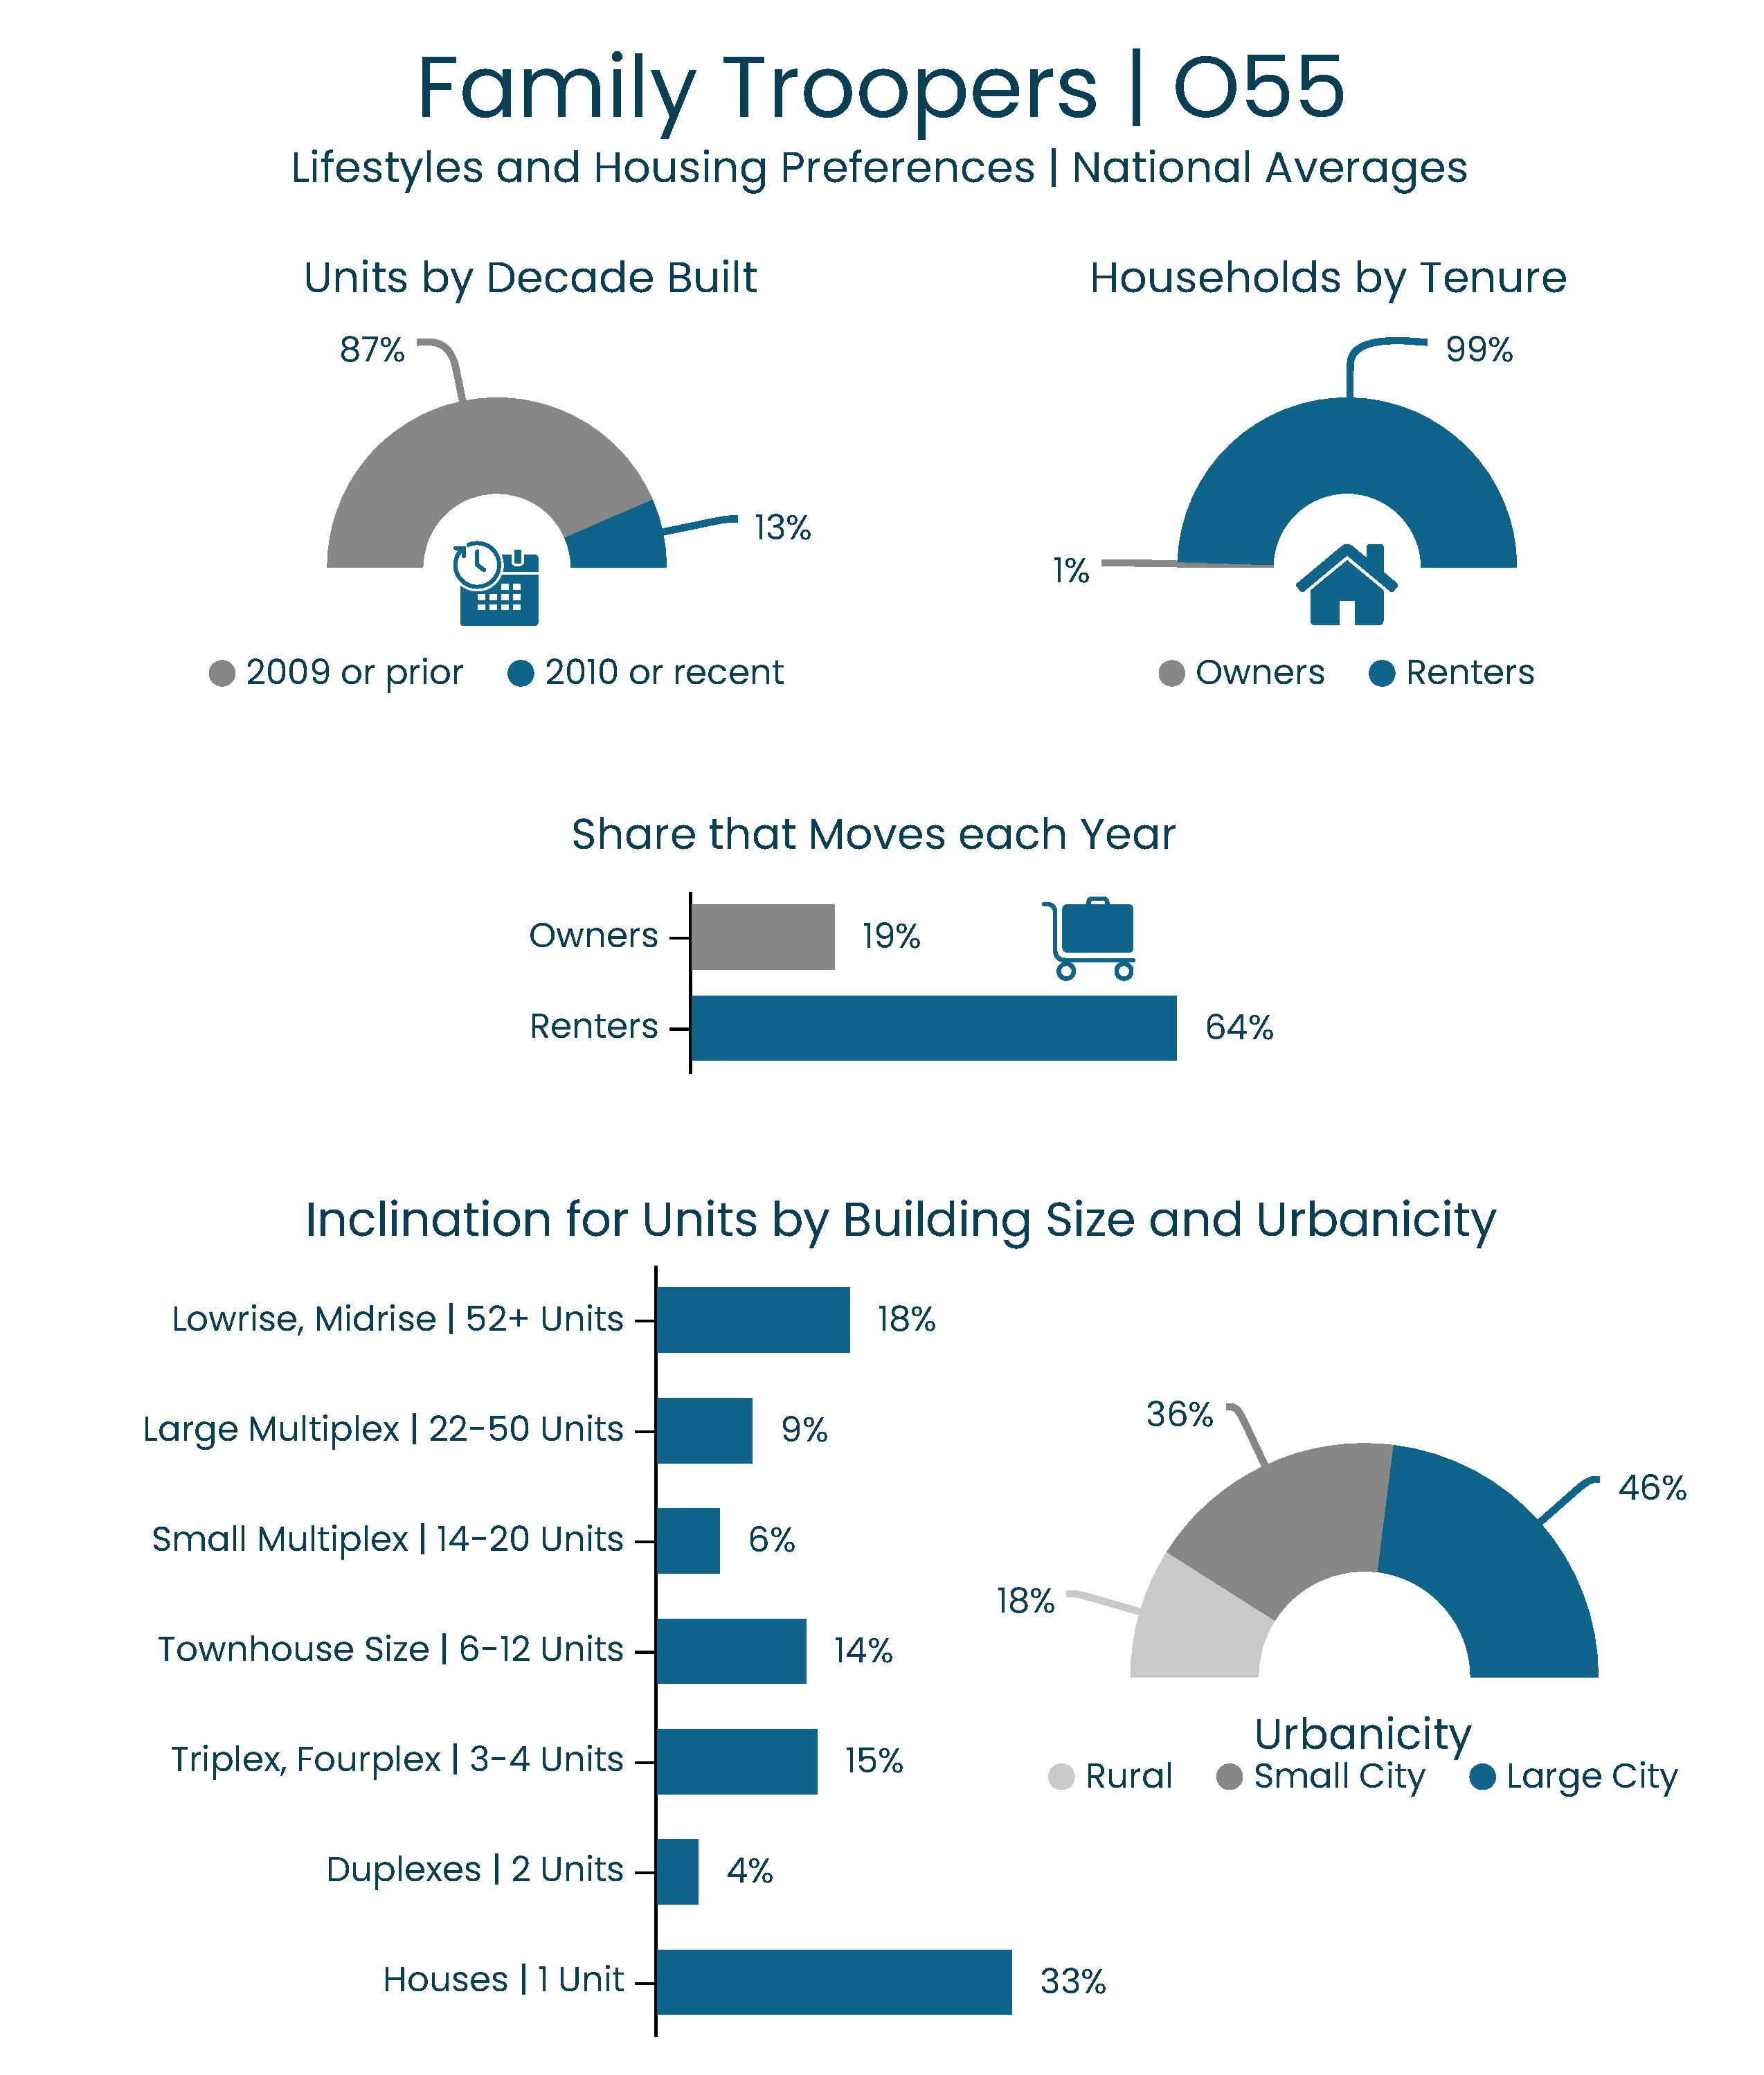 Family Troopers | O55
Lifestyles and Housing Preferences | National Averages
Units by Decade Built
87%
13%
2009 or prior
2010 or recent
Households by Tenure
99%
1%
Owners
Renters
Share that Moves each Year
Owners
19%
Renters
64%
Inclination for Units by Building Size and Urbanicity
Lowrise, Midrise | 52+ Units
18%
Large Multiplex | 22-50 Units
9%
Small Multiplex | 14-20 Units
6%
Townhouse Size | 6-12 Units
14%
Triplex, Fourplex | 3-4 Units
15%
Duplexes | 2 Units
4%
Houses | 1 Unit
33%
36%
46%
18%
Urbanicity
Rural
Small City
Large City